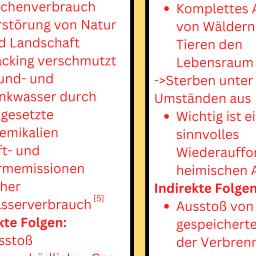 chenverbrauch
rstörung von Natur
d Landschaft
acking verschmutzt
und- und
nkwasser durch
gesetzte
emikalien
ft- und
rmemissionen
her
asserverbrauch[5]
kte Folgen:
sstoß
• Komplettes A
von Wäldern
Tieren den
Lebensraum
->Sterben unter
Umständen aus
• Wichtig ist ei
sinnvolles
Wiederauffor
heimischen A
Indirekte Folgen
• Ausstoß von
gespeicherte
der Verbrenn